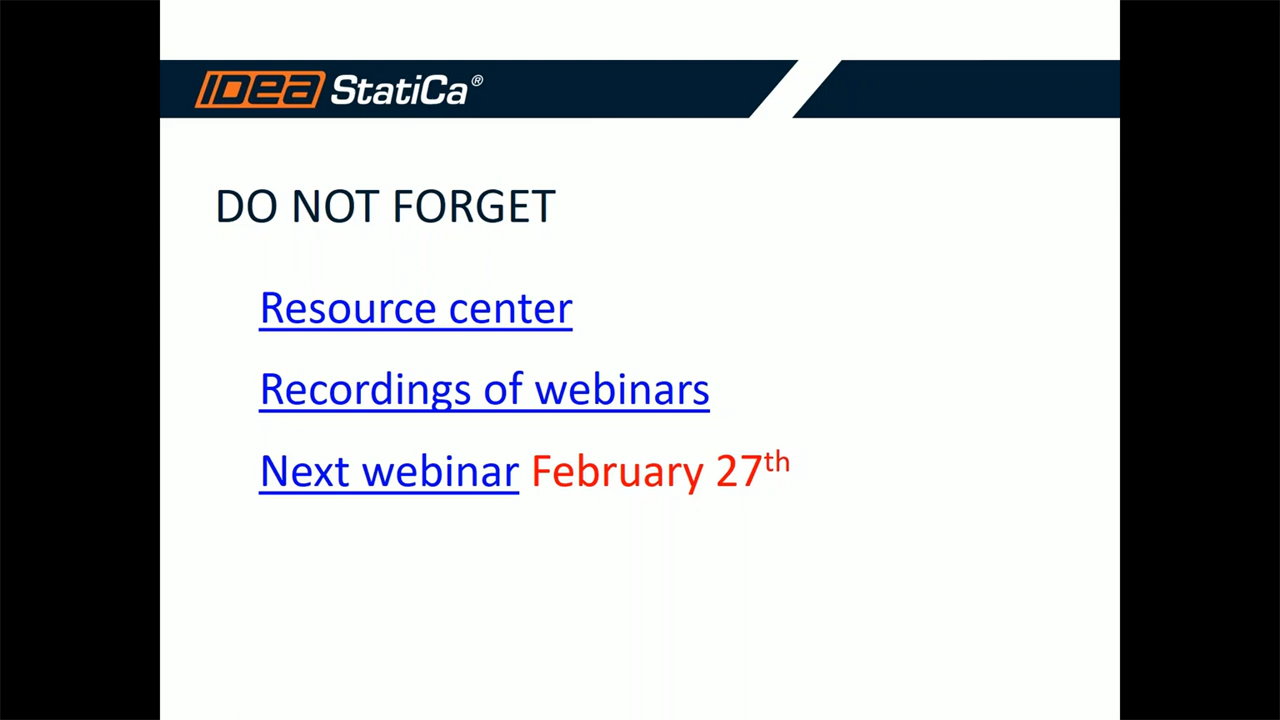 IDEA StatiCa®
DO NOT FORGET
Resource center
Recordings of webinars
Next webinar February 27th